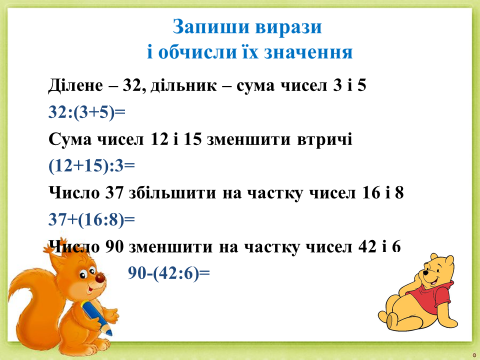 Запиши вирази
і обчисли їх значення
Ділене – 32, дільник – сума чисел 3 і 5
32:(3+5)=
Сума чисел 12 і 15 зменшити втричі
(12+15):3=
Число 37 збільшити на частку чисел 16 і 8
37+(16:8)=
Число 90 зменшити на частку чисел 42 і 6
90-(42:6)=
8